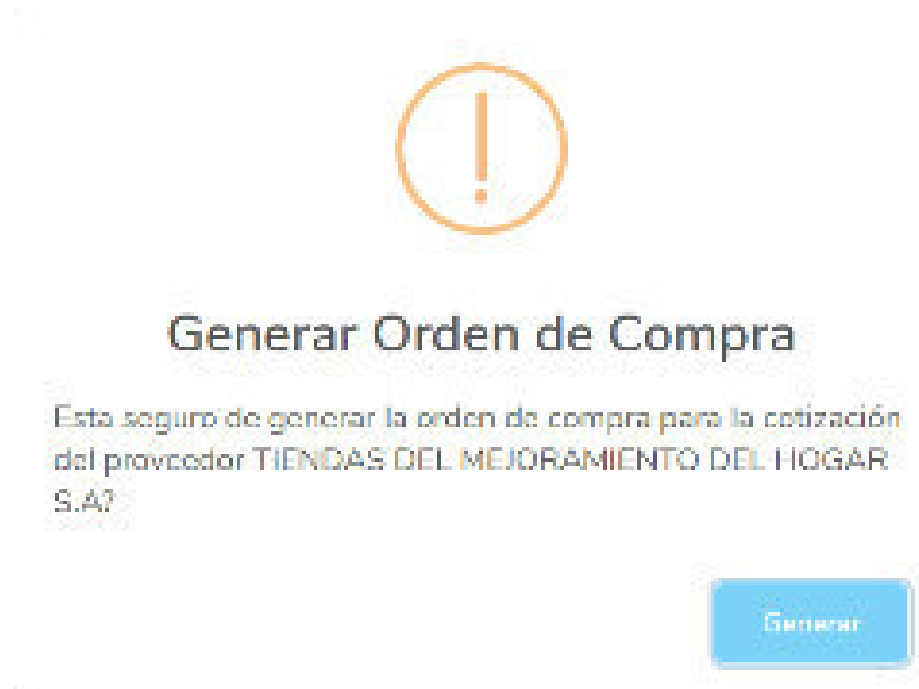 Generar Orden de Compra
Esta seguro de generar la orden de compra para la cotización
del proveedor TIENDAS DEL MEJORAMIENTO DEL HOGAR
S.A?
Generar